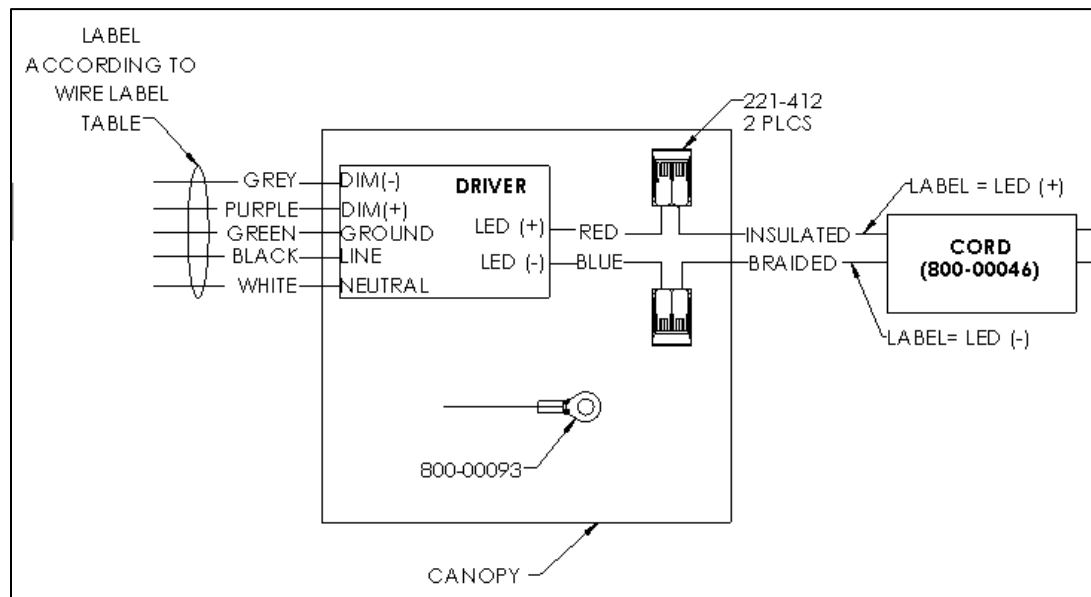 LABEL
ACCORDING TO
WIRE LABEL
TABLE
221-412
2 PLCS
GREY
DIM(-)
PURPLE
DIM(+)
GREEN
GROUND
BLACK
LINE
WHITE
NEUTRAL
DRIVER
LED (+)
LED (-)
RED
BLUE
INSULATED
BRAIDED
LABEL = LED (+)
CORD
(800-00046)
LABEL= LED (-)
800-00093
CANOPY